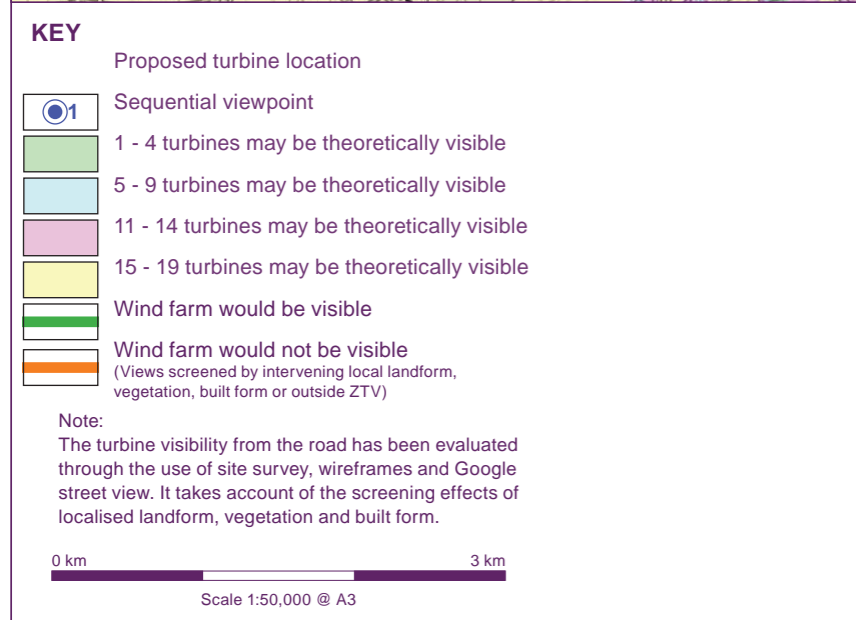 KEY
Proposed turbine location
1
Sequential viewpoint
1 - 4 turbines may be theoretically visible
5 - 9 turbines may be theoretically visible
11 - 14 turbines may be theoretically visible
15 - 19 turbines may be theoretically visible
Wind farm would be visible
Wind farm would not be visible
(Views screened by intervening local landform,
vegetation, built form or outside ZTV)
Note:
The turbine visibility from the road has been evaluated
through the use of site survey, wireframes and Google
street view. It takes account of the screening effects of
localised landform, vegetation and built form.
0 km 3 km
Scale 1:50,000 @ A3